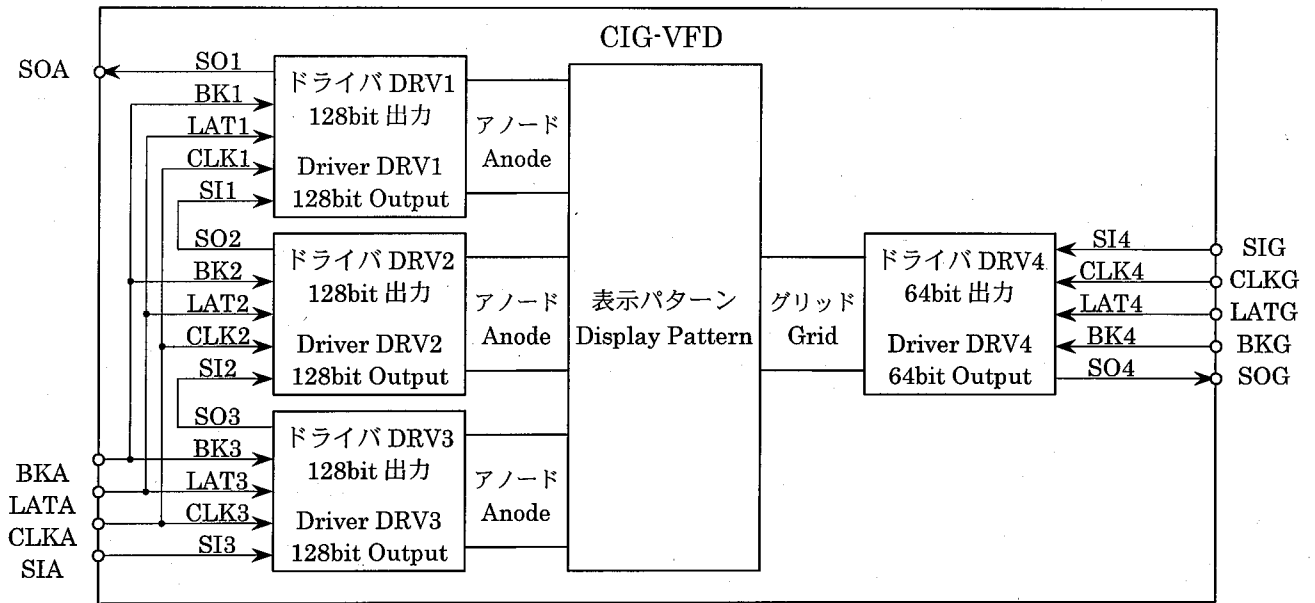 CIG-VFD
SOA
SO1
BK1
LAT1
CLK1
SI1
ドライバ DRV1
128bit 出力
Driver DRV1
128bit Output
アノード
Anode
SO2
BK2
LAT2
CLK2
SI2
ドライバ DRV2
128bit 出力
Driver DRV2
128bit Output
アノード
Anode
SO3
BK3
LAT3
CLK3
SI3
ドライバ DRV3
128bit 出力
Driver DRV3
128bit Output
アノード
Anode
BKA
LATA
CLKA
SIA
表示パターン
Display Pattern
グリッド
Grid
ドライバ DRV4
64bit 出力
Driver DRV4
64bit Output
SI4
CLK4
LAT4
BK4
SO4
SIG
CLKG
LATG
BKG
SOG